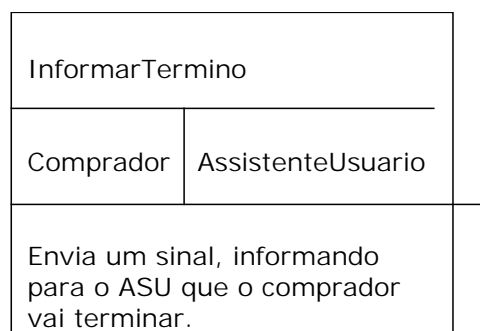 InformarTermino
Comprador AssistenteUsuario
Envia um sinal, informando
para o ASU que o comprador
vai terminar.